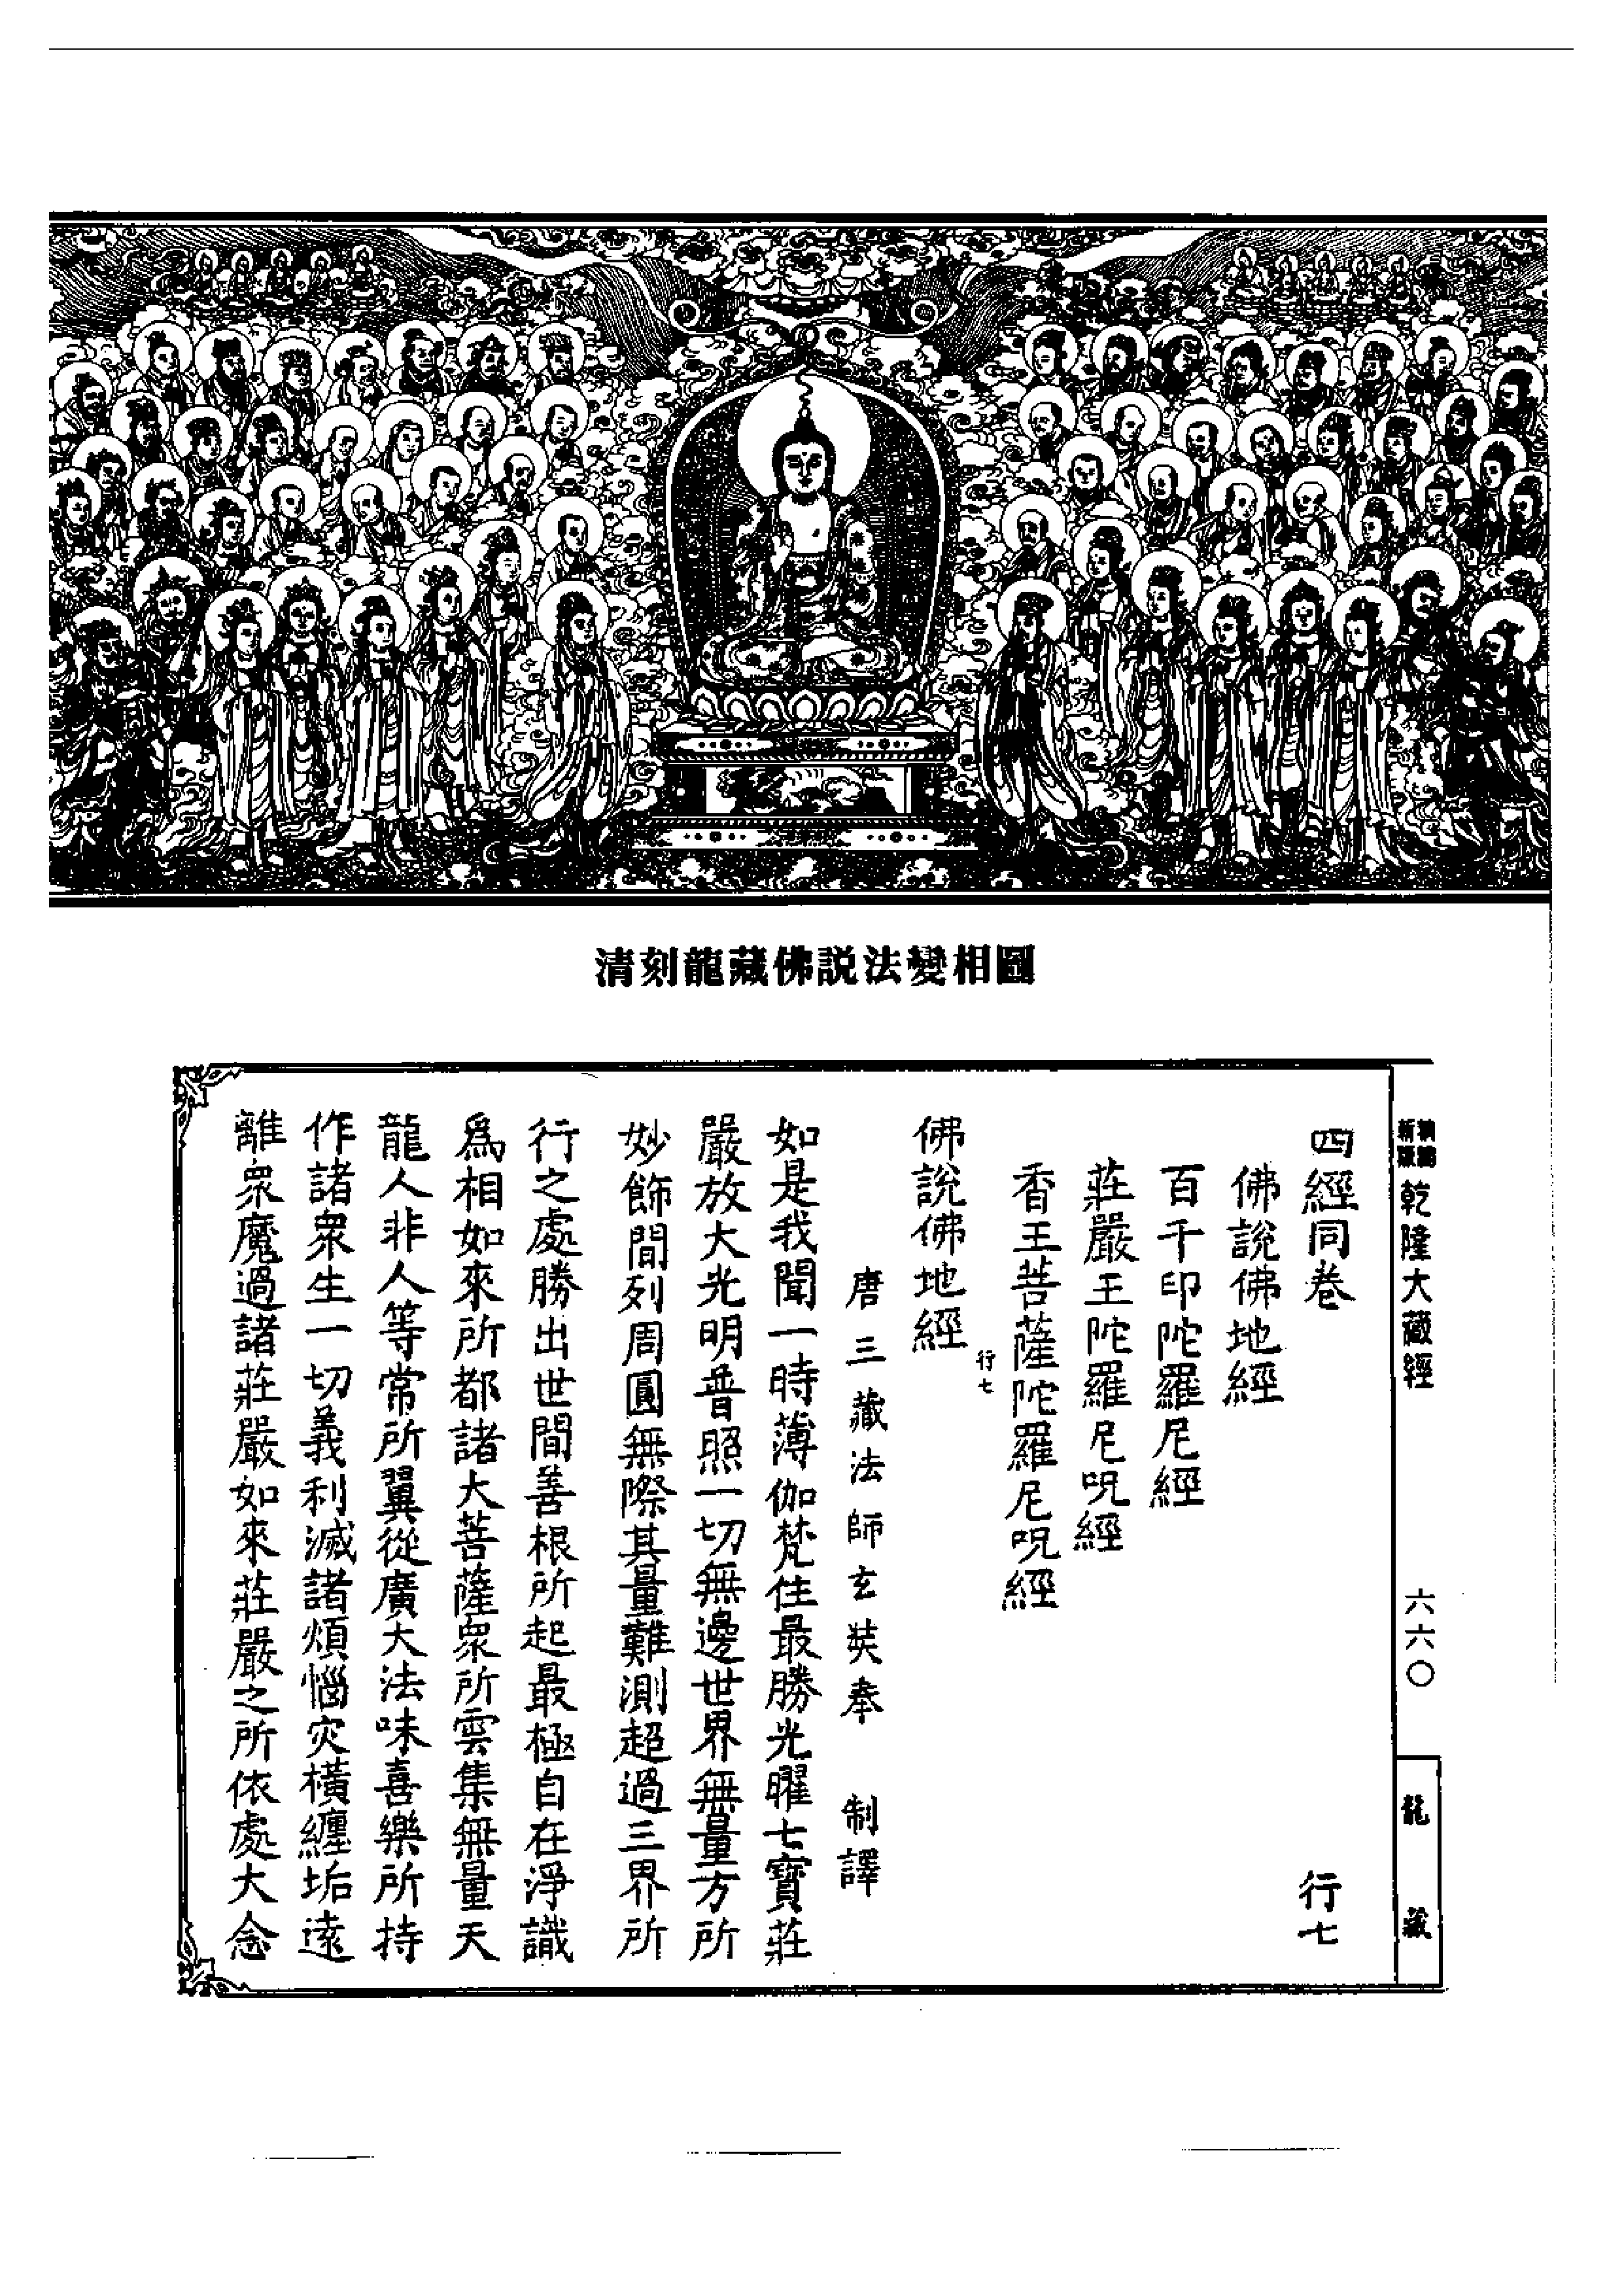 清刻龍藏佛説法變相圖
乾隆大藏經
六六〇
龍藏
四經同卷 行七
佛說佛地經
百千印陀羅尼經
莊嚴王陀羅尼呪經
香王菩薩陀羅尼呪經
行七
佛說佛地經
唐三藏法師玄奘奉 制譯
如是我聞一時薄伽梵住最勝光曜七寶莊
嚴放大光明普照一切無邊世界無量方所
妙飾間列周圓無際其量難測超過三界所
行之處勝出世間善根所起最極自在淨識
爲相如來所都諸大菩薩衆所雲集無量天
龍人非人等常所翼從廣大法味喜樂所持
作諸衆生一切義利滅諸煩惱灾橫纏垢遠
離衆魔過諸莊嚴如來莊嚴之所依處大念